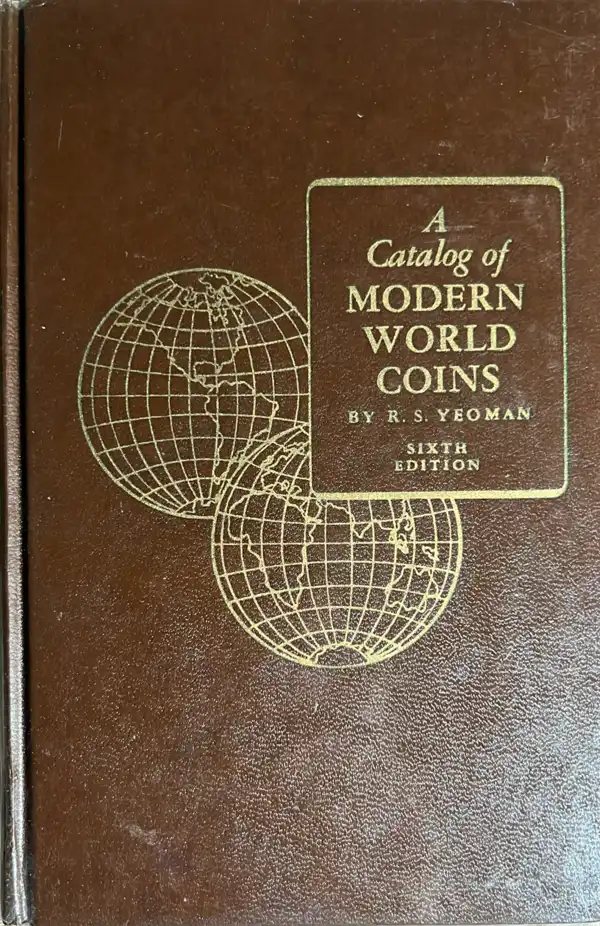 A
Catalog of
MODERN
WORLD
COINS
BY R. S. YEOMAN
SIXTH
EDITION